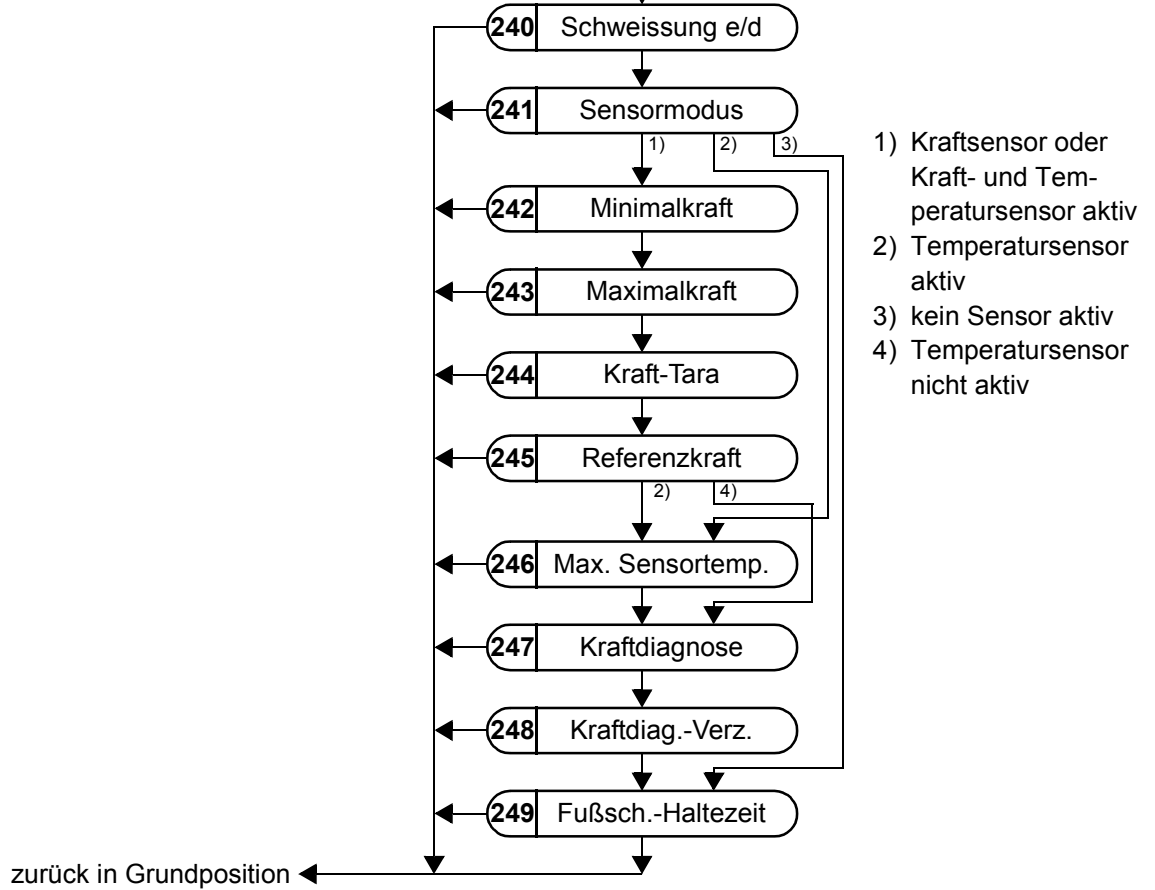 240 Schweissung e/d
241 Sensormodus
1) 2) 3)
242 Minimalkraft
243 Maximalkraft
244 Kraft-Tara
245 Referenzkraft
2) 4)
246 Max. Sensortemp.
247 Kraftdiagnose
248 Kraftdiag.-Verz.
249 Fußsch.-Haltezeit
zurück in Grundposition
1) Kraftsensor oder
Kraft- und Tem-
peratursensor aktiv
2) Temperatursensor
aktiv
3) kein Sensor aktiv
4) Temperatursensor
nicht aktiv